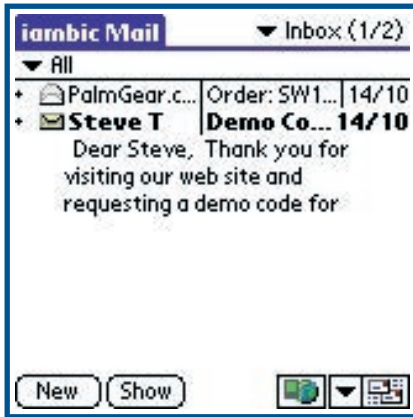 iambic Mail Inbox (1/2)
All
PalmGear.c... Order: SW1... 14/10
Steve T Demo Co... 14/10
Dear Steve, Thank you for
visiting our web site and
requesting a demo code for
New Show